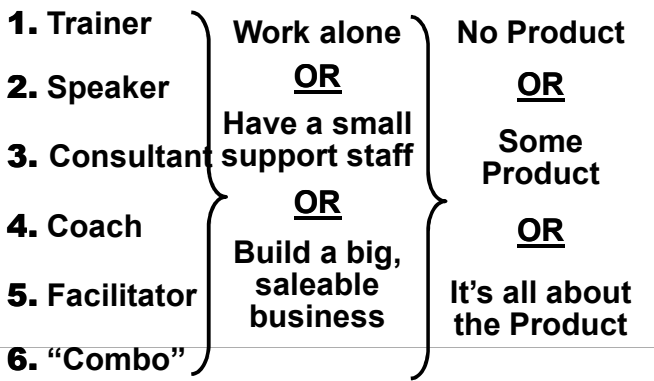 1. Trainer
2. Speaker
3. Consultant
4. Coach
5. Facilitator
6. “Combo”
Work alone
OR
Have a small
support staff
OR
Build a big,
saleable
business
No Product
OR
Some
Product
OR
It’s all about
the Product